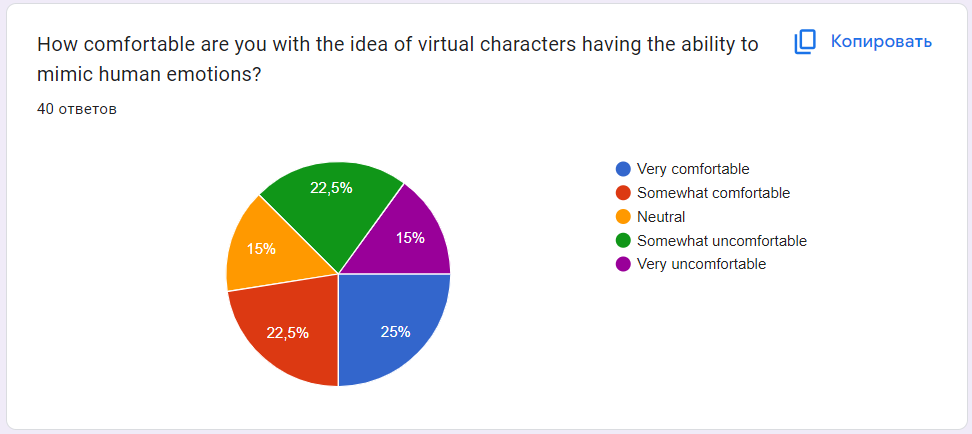 How comfortable are you with the idea of virtual characters having the ability to
mimic human emotions?
Копировать
40 ответов
22,5%
15%
15%
22,5%
25%
Very comfortable
Somewhat comfortable
Neutral
Somewhat uncomfortable
Very uncomfortable